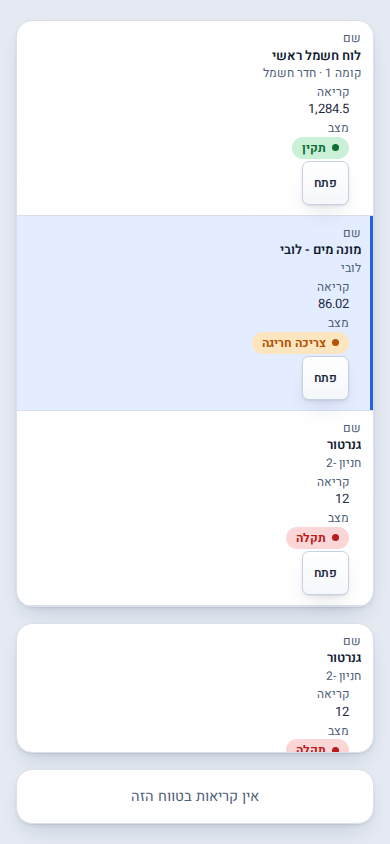 שם
לוח חשמל ראשי
קומה 1 · חדר חשמל
קריאה
1,284.5
מצב
תקין
פתח
שם
מונה מים - לובי
לובי
קריאה
86.02
מצב
צריכה חריגה
פתח
שם
גנרטור
חניון -2
קריאה
12
מצב
תקלה
פתח
שם
גנרטור
חניון -2
קריאה
12
מצב
תקלה
אין קריאות בטווח הזה